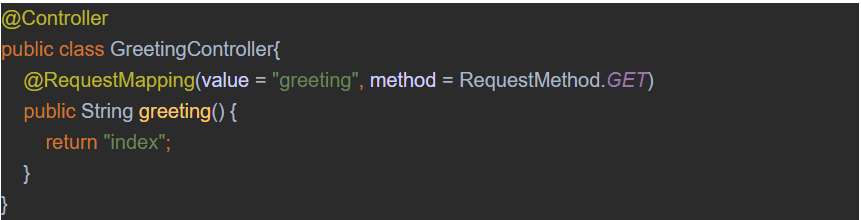 @Controller
public class GreetingController{
@RequestMapping(value = "greeting", method = RequestMethod.GET)
public String greeting() {
return "index";
}
}